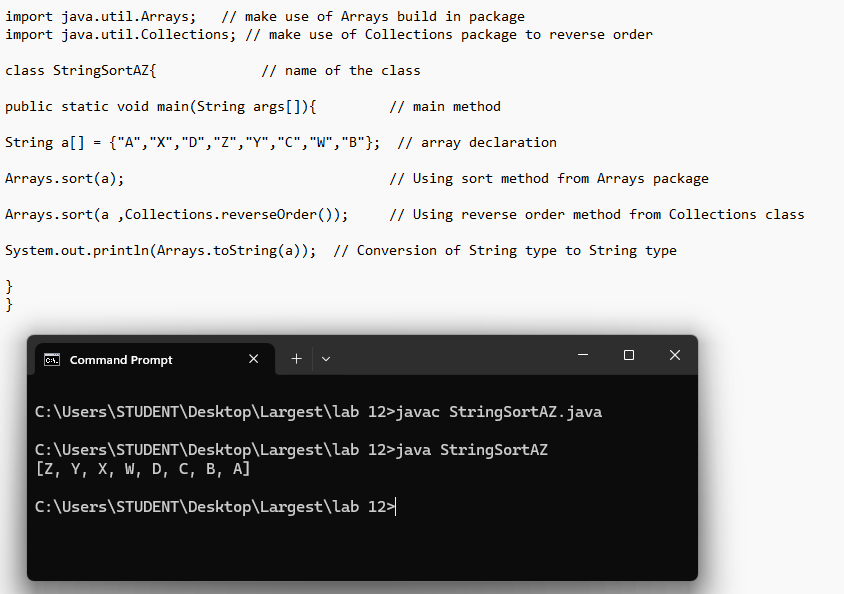 import java.util.Arrays;   // make use of Arrays build in package
import java.util.Collections; // make use of Collections package to reverse order
class StringSortAZ{             // name of the class
public static void main(String args[]){         // main method
String a[] = {"A","X","D","Z","Y","C","W","B"};  // array declaration
Arrays.sort(a);                                 // Using sort method from Arrays package
Arrays.sort(a ,Collections.reverseOrder());     // Using reverse order method from Collections class
System.out.println(Arrays.toString(a));  // Conversion of String type to String type
}
}
Command Prompt
C:\Users\STUDENT\Desktop\Largest\lab 12>javac StringSortAZ.java
C:\Users\STUDENT\Desktop\Largest\lab 12>java StringSortAZ
[Z, Y, X, W, D, C, B, A]
C:\Users\STUDENT\Desktop\Largest\lab 12>